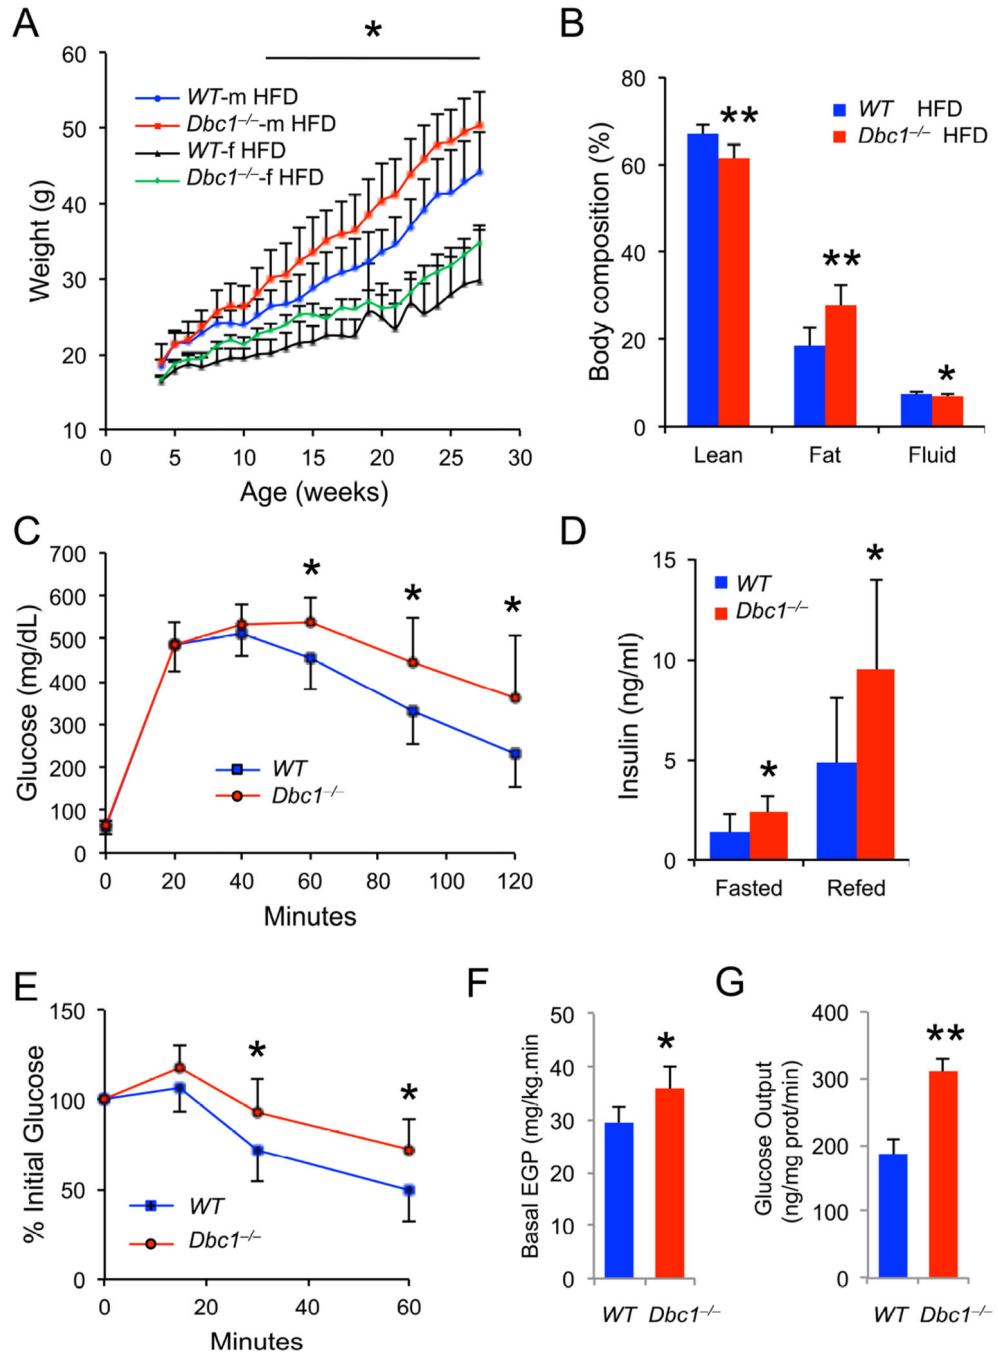 A
*
60
50
40
30
20
10
Weight (g)
WT-m HFD
Dbc1–/–-m HFD
WT-f HFD
Dbc1–/–-f HFD
0 5 10 15 20 25 30
Age (weeks)
B
80
60
40
20
0
Body composition (%)
WT HFD
Dbc1–/– HFD
**
**
*
Lean Fat Fluid
C
700
600
500
400
300
200
100
0
Glucose (mg/dL)
* * *
WT
Dbc1–/–
0 20 40 60 80 100 120
Minutes
D
15
10
5
0
Insulin (ng/ml)
WT
Dbc1–/–
*
*
Fasted Refed
E
150
100
50
0
% Initial Glucose
*
*
WT
Dbc1–/–
0 20 40 60
Minutes
F
50
40
30
20
10
0
Basal EGP (mg/kg.min
*
WT Dbc1–/–
G
400
300
200
100
0
Glucose Output
(ng/mg prot/min)
**
WT Dbc1–/–